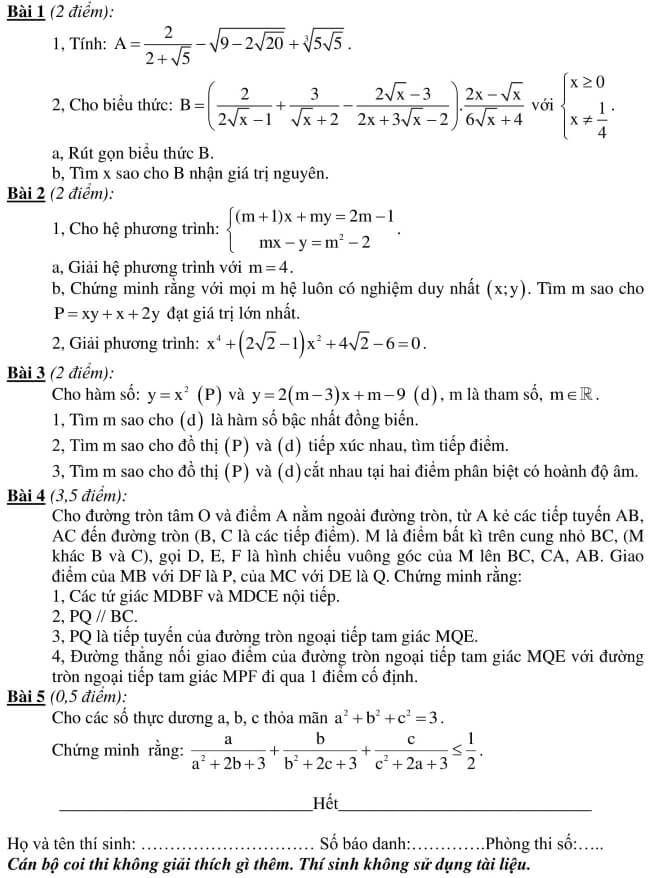 Bài 1 (2 điểm):
1, Tính: A = 2/(2+√5) − √(9−2√20) + ∛(5√5) .
2, Cho biểu thức: B = ( 2/(2√x −1) + 3/(√x +2) − (2√x −3)/(2x+3√x −2) ) . (2x−√x)/(6√x +4) với { x ≥ 0 ; x ≠ 1/4 .
a, Rút gọn biểu thức B.
b, Tìm x sao cho B nhận giá trị nguyên.
Bài 2 (2 điểm):
1, Cho hệ phương trình: { (m+1)x + my = 2m −1 ; mx − y = m² − 2 .
a, Giải hệ phương trình với m = 4.
b, Chứng minh rằng với mọi m hệ luôn có nghiệm duy nhất (x;y). Tìm m sao cho
P = xy + x + 2y đạt giá trị lớn nhất.
2, Giải phương trình: x⁴ + (2√2 −1)x² + 4√2 − 6 = 0.
Bài 3 (2 điểm):
Cho hàm số: y = x² (P) và y = 2(m−3)x + m − 9 (d), m là tham số, m ∈ ℝ.
1, Tìm m sao cho (d) là hàm số bậc nhất đồng biến.
2, Tìm m sao cho đồ thị (P) và (d) tiếp xúc nhau, tìm tiếp điểm.
3, Tìm m sao cho đồ thị (P) và (d) cắt nhau tại hai điểm phân biệt có hoành độ âm.
Bài 4 (3,5 điểm):
Cho đường tròn tâm O và điểm A nằm ngoài đường tròn, từ A kẻ các tiếp tuyến AB,
AC đến đường tròn (B, C là các tiếp điểm). M là điểm bất kì trên cung nhỏ BC, (M
khác B và C), gọi D, E, F là hình chiếu vuông góc của M lên BC, CA, AB. Giao
điểm của MB với DF là P, của MC với DE là Q. Chứng minh rằng:
1, Các tứ giác MDBF và MDCE nội tiếp.
2, PQ // BC.
3, PQ là tiếp tuyến của đường tròn ngoại tiếp tam giác MQE.
4, Đường thẳng nối giao điểm của đường tròn ngoại tiếp tam giác MQE với đường
tròn ngoại tiếp tam giác MPF đi qua 1 điểm cố định.
Bài 5 (0,5 điểm):
Cho các số thực dương a, b, c thỏa mãn a² + b² + c² = 3.
Chứng minh rằng: a/(a² + 2b + 3) + b/(b² + 2c + 3) + c/(c² + 2a + 3) ≤ 1/2 .
____________________________Hết____________________________
Họ và tên thí sinh: ................................. Số báo danh:..............Phòng thi số:.....
Cán bộ coi thi không giải thích gì thêm. Thí sinh không sử dụng tài liệu.